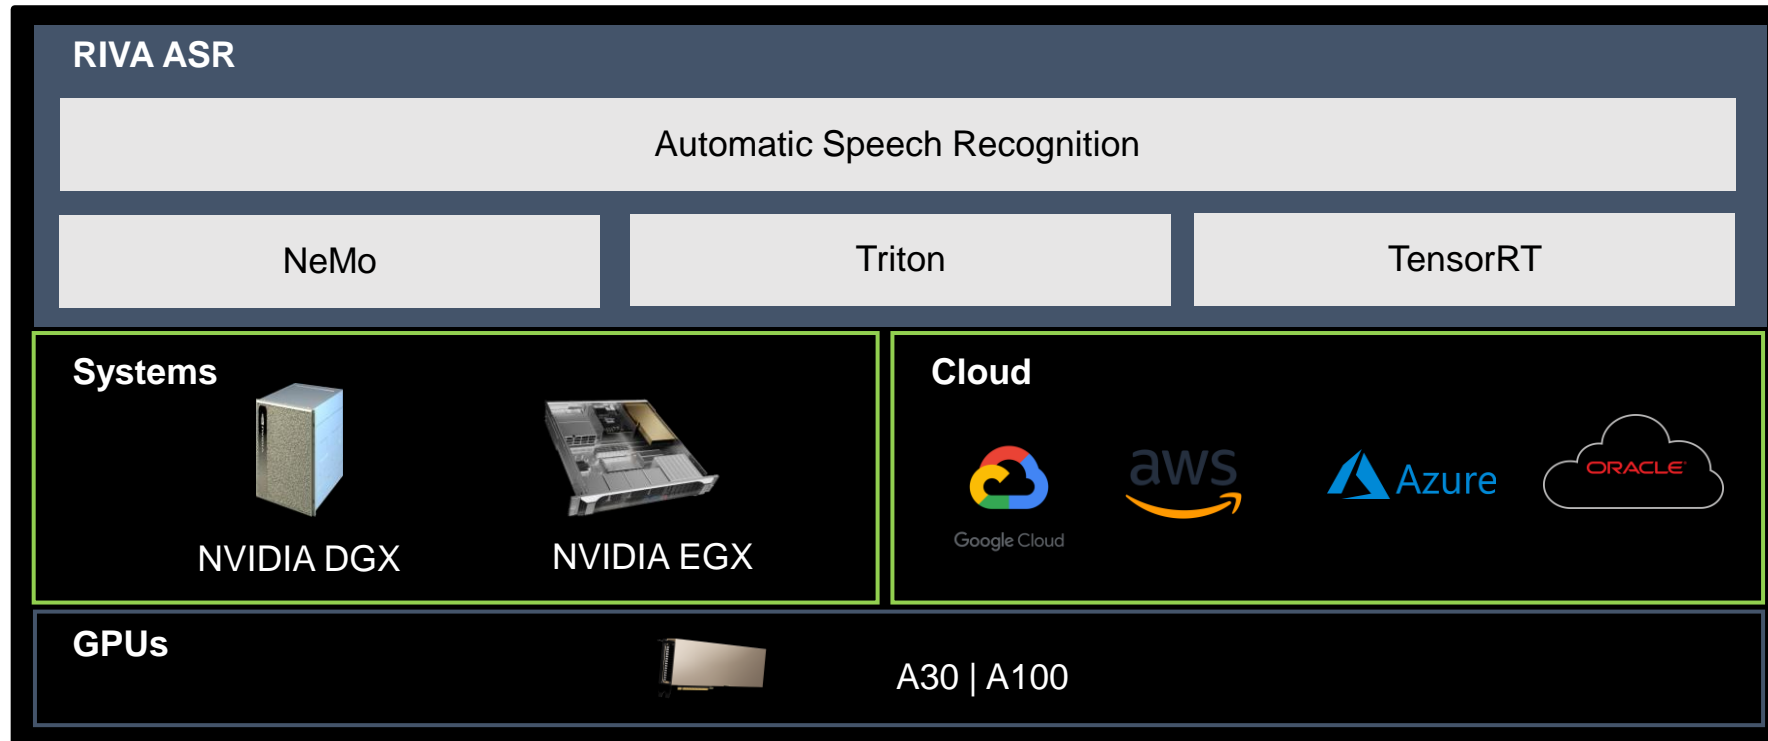 RIVA ASR
Automatic Speech Recognition
NeMo
Triton
TensorRT
Systems
NVIDIA DGX
NVIDIA EGX
Cloud
Google Cloud
aws
Azure
ORACLE
GPUs
A30 | A100